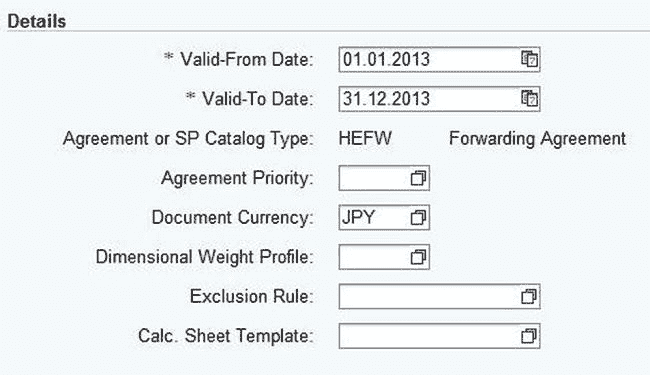 Details
* Valid-From Date: 01.01.2013
* Valid-To Date: 31.12.2013
Agreement or SP Catalog Type: HEFW Forwarding Agreement
Agreement Priority:
Document Currency: JPY
Dimensional Weight Profile:
Exclusion Rule:
Calc. Sheet Template: